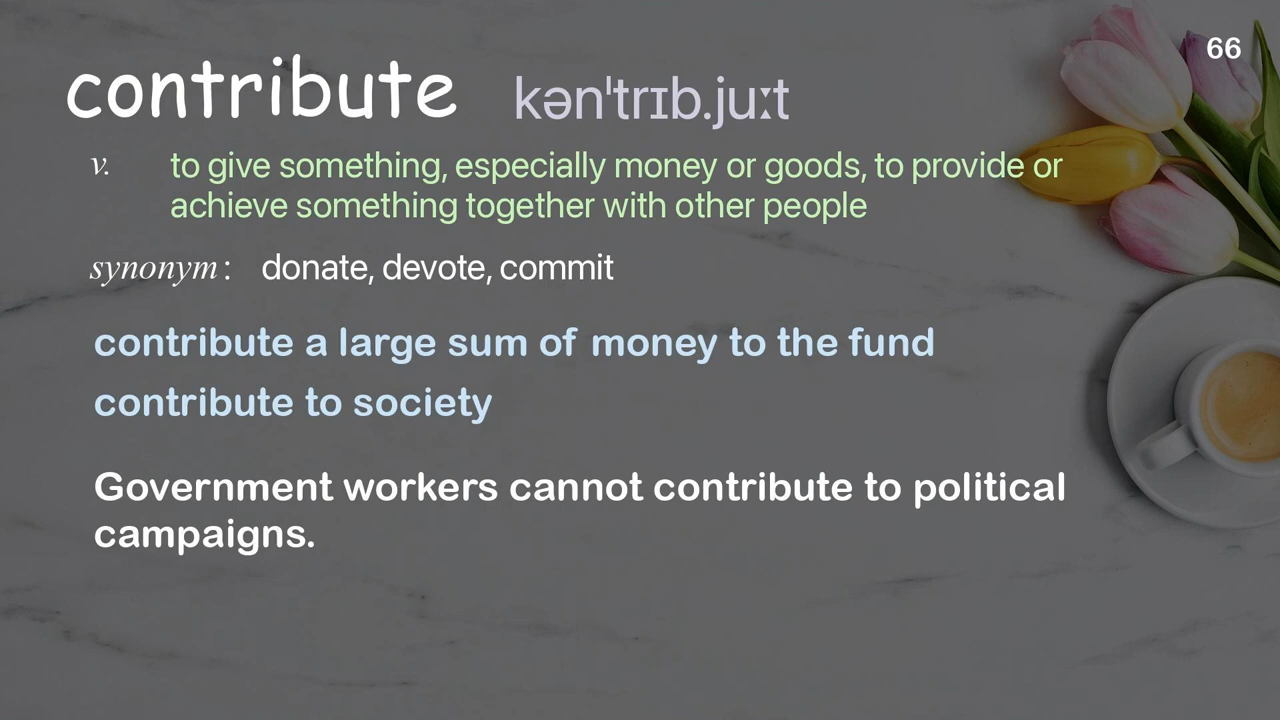 66
contribute kənˈtrɪb.juːt
v. to give something, especially money or goods, to provide or
achieve something together with other people
synonym : donate, devote, commit
contribute a large sum of money to the fund
contribute to society
Government workers cannot contribute to political
campaigns.